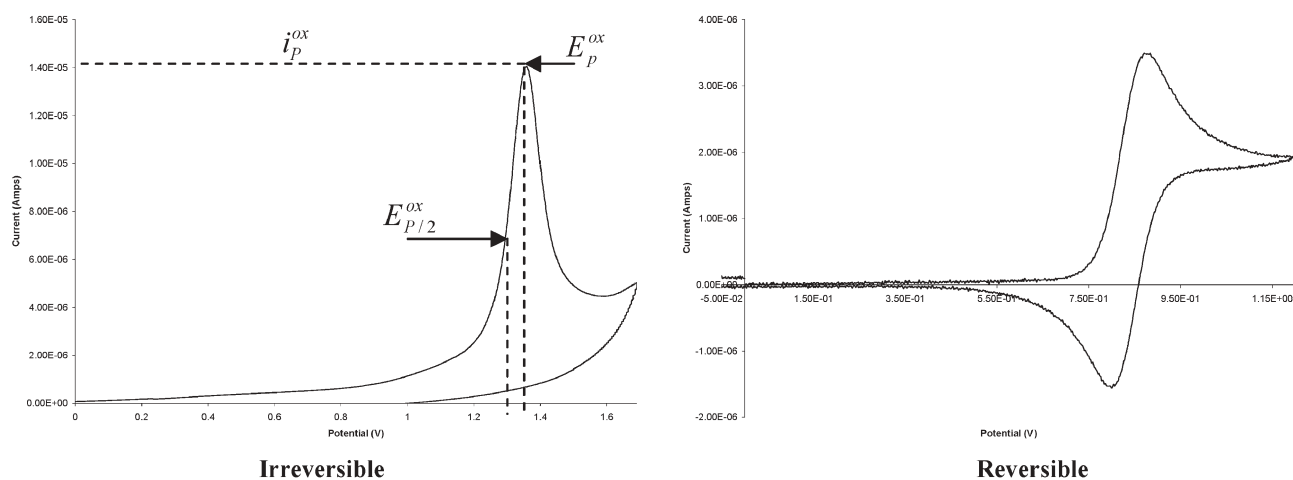 1.60E-05
1.40E-05
1.20E-05
1.00E-05
8.00E-06
6.00E-06
4.00E-06
2.00E-06
0.00E+00
Current (Amps)
i_P^{ox}
E_p^{ox}
E_{P/2}^{ox}
0 0.2 0.4 0.6 0.8 1 1.2 1.4 1.6
Potential (V)
Irreversible
4.00E-06
3.00E-06
2.00E-06
1.00E-06
0.00E+00
-1.00E-06
-2.00E-06
Current (Amps)
-5.00E-02 1.50E-01 3.50E-01 5.50E-01 7.50E-01 9.50E-01 1.15E+00
Potential (V)
Reversible